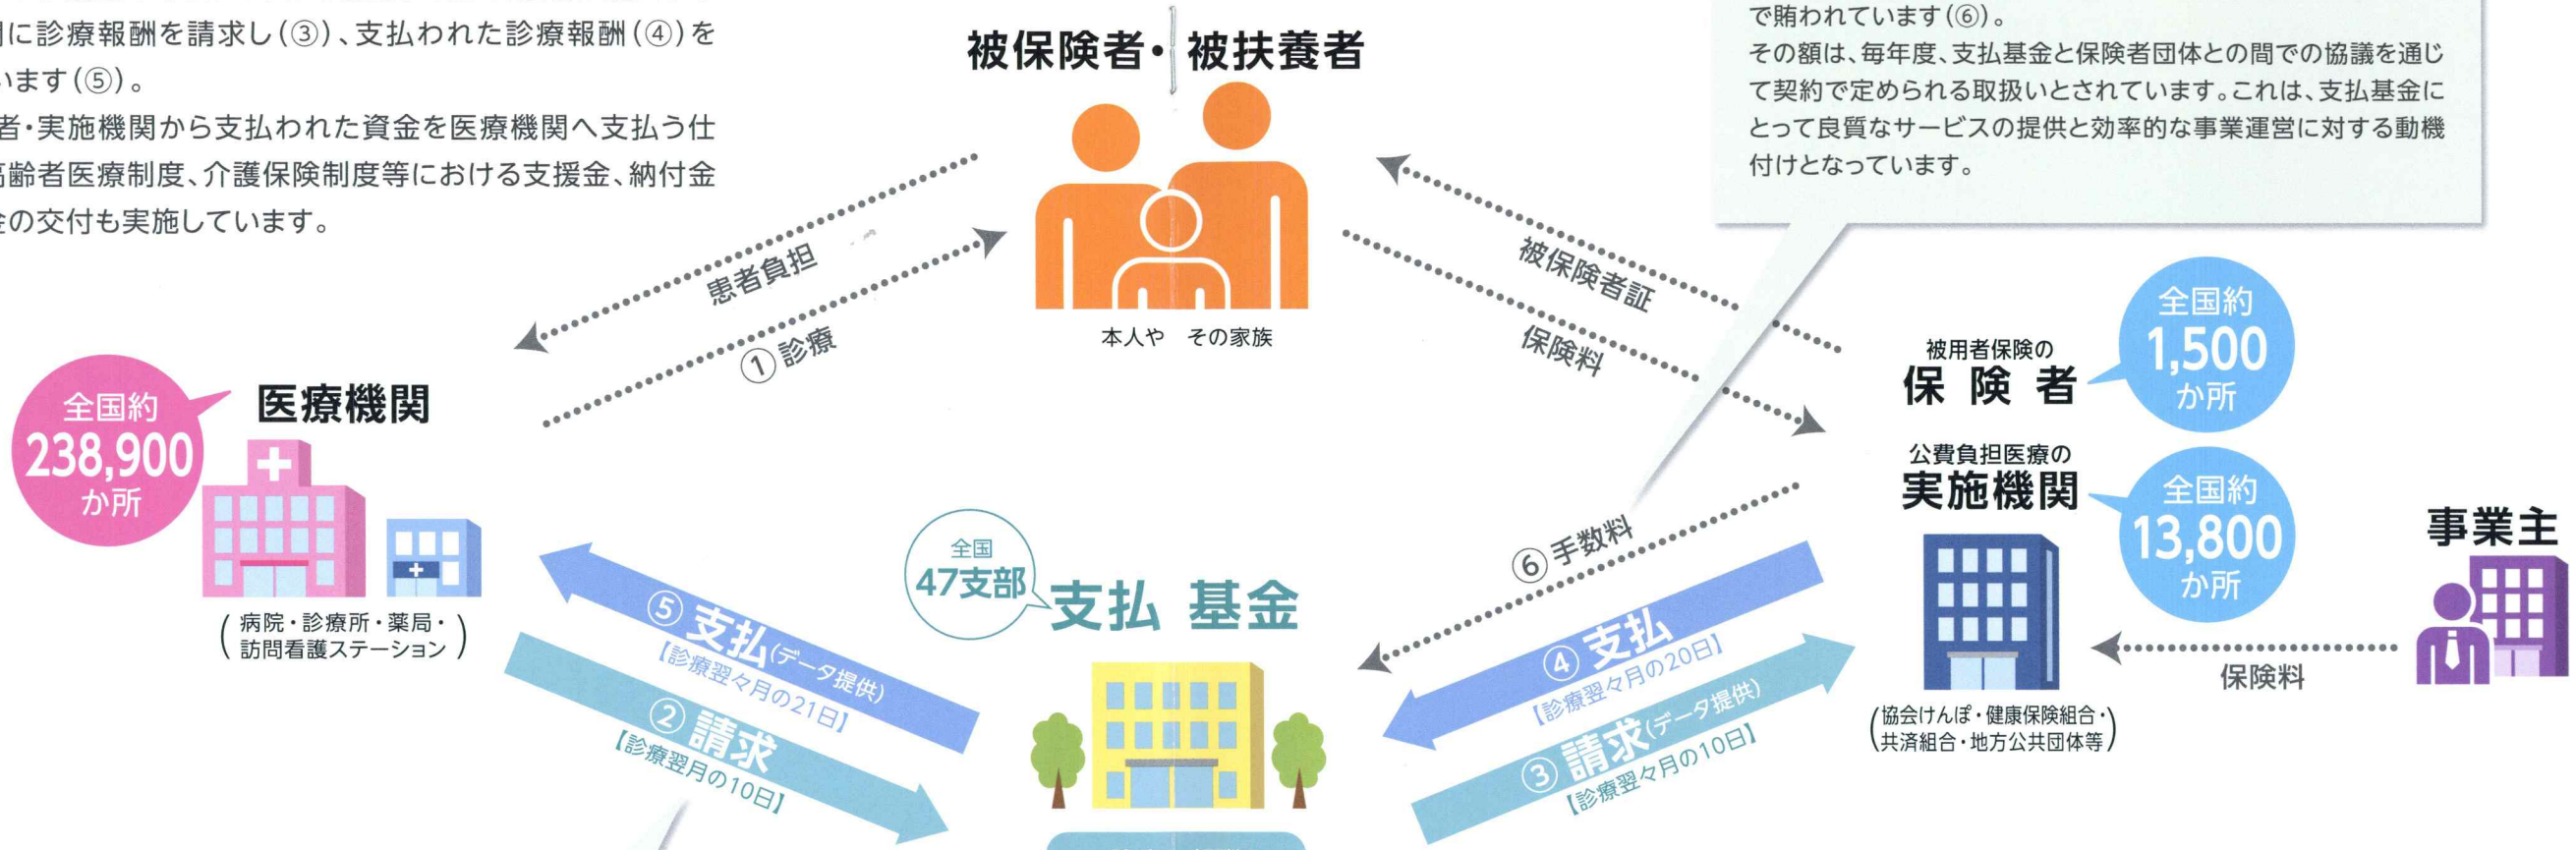 に診療報酬を請求し(③)、支払われた診療報酬(④)を
います(⑤)。
者・実施機関から支払われた資金を医療機関へ支払う仕
高齢者医療制度、介護保険制度等における支援金、納付金
金の交付も実施しています。
で賄われています(⑥)。
その額は、毎年度、支払基金と保険者団体との間での協議を通じ
て契約で定められる取扱いとされています。これは、支払基金に
とって良質なサービスの提供と効率的な事業運営に対する動機
付けとなっています。
被保険者・被扶養者
本人や その家族
患者負担
① 診療
被保険者証
保険料
全国約
238,900
か所
医療機関
(病院・診療所・薬局・
訪問看護ステーション)
被用者保険の
保険者
全国約
1,500
か所
公費負担医療の
実施機関
全国約
13,800
か所
(協会けんぽ・健康保険組合・
共済組合・地方公共団体等)
事業主
保険料
全国
47支部
支払 基金
⑥ 手数料
⑤ 支払(データ提供)
【診療翌々月の21日】
② 請求
【診療翌月の10日】
④ 支払
【診療翌々月の20日】
③ 請求(データ提供)
【診療翌々月の10日】